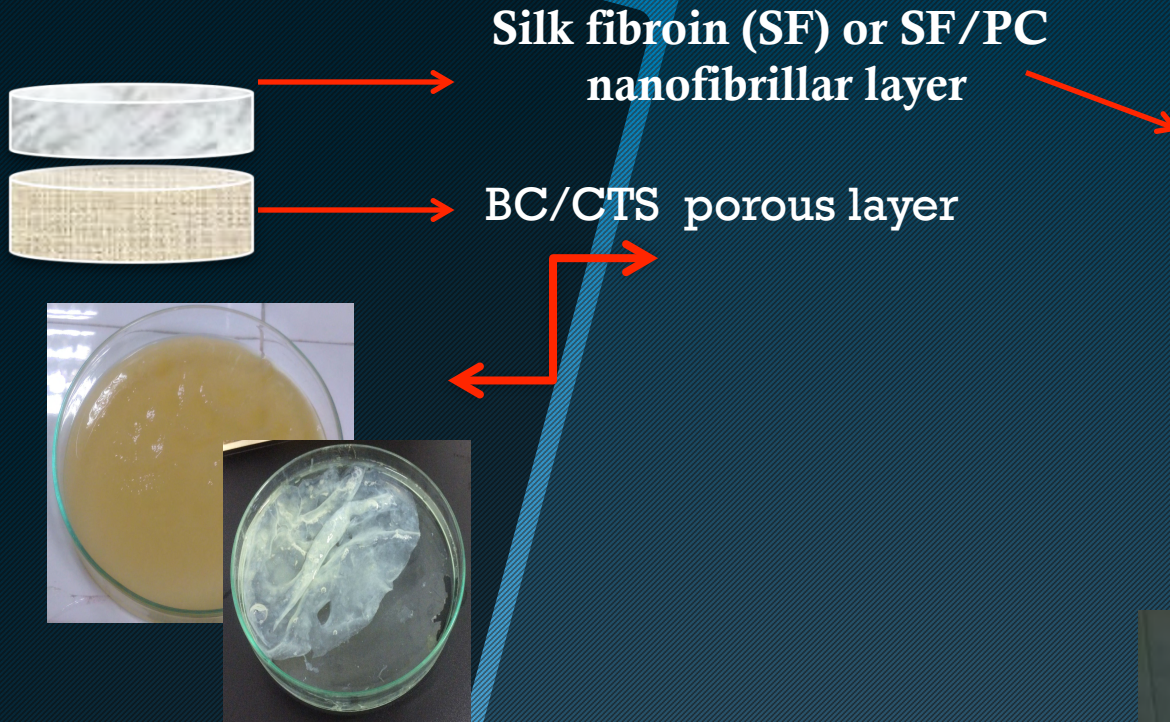 Silk fibroin (SF) or SF/PC
nanofibrillar layer
BC/CTS porous layer